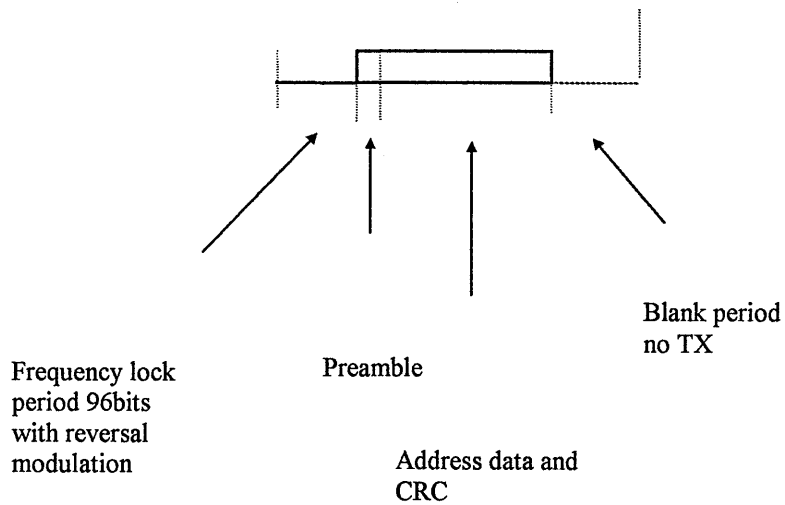 Frequency lock
period 96bits
with reversal
modulation
Preamble
Address data and
CRC
Blank period
no TX